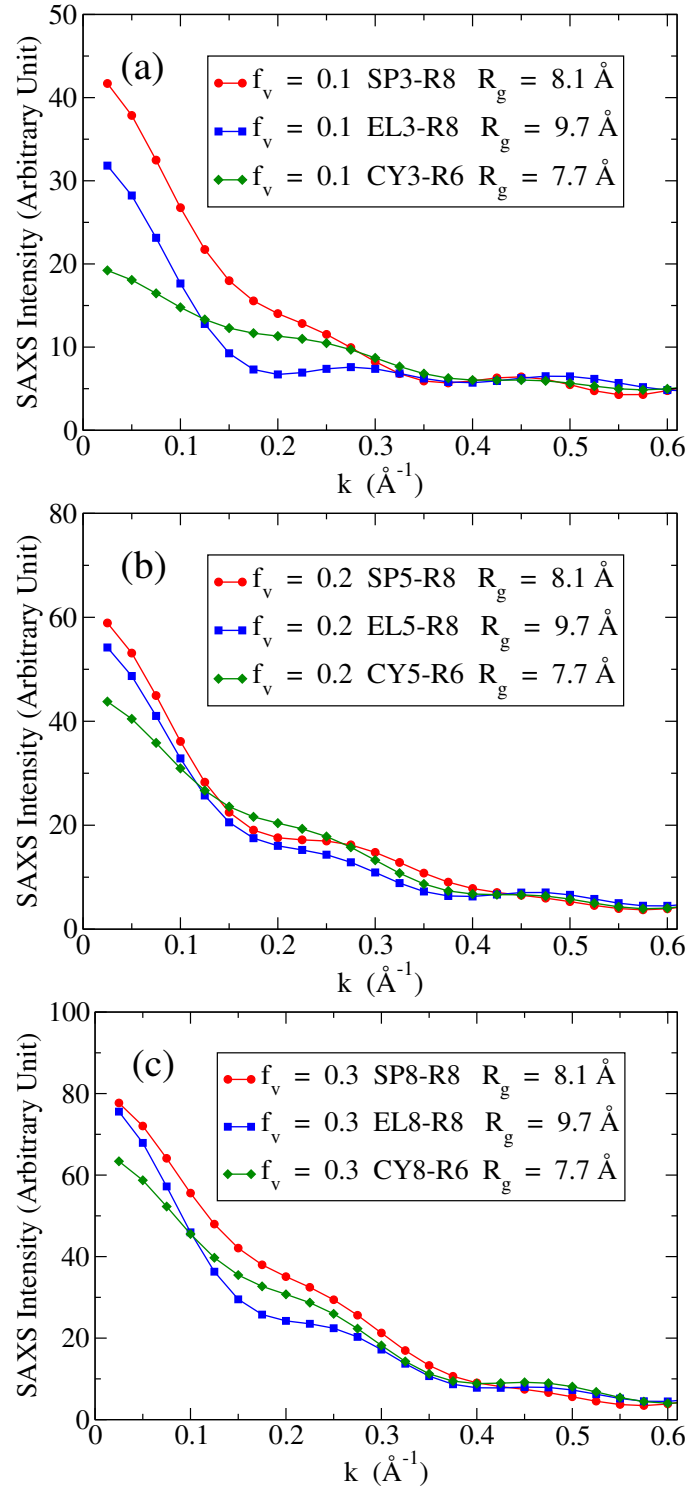 50
40
30
20
10
0
SAXS Intensity (Arbitrary Unit)
(a)
f_v = 0.1 SP3-R8 R_g = 8.1 Å
f_v = 0.1 EL3-R8 R_g = 9.7 Å
f_v = 0.1 CY3-R6 R_g = 7.7 Å
0 0.1 0.2 0.3 0.4 0.5 0.6
k (Å⁻¹)
80
60
40
20
0
SAXS Intensity (Arbitrary Unit)
(b)
f_v = 0.2 SP5-R8 R_g = 8.1 Å
f_v = 0.2 EL5-R8 R_g = 9.7 Å
f_v = 0.2 CY5-R6 R_g = 7.7 Å
0 0.1 0.2 0.3 0.4 0.5 0.6
k (Å⁻¹)
100
80
60
40
20
0
SAXS Intensity (Arbitrary Unit)
(c)
f_v = 0.3 SP8-R8 R_g = 8.1 Å
f_v = 0.3 EL8-R8 R_g = 9.7 Å
f_v = 0.3 CY8-R6 R_g = 7.7 Å
0 0.1 0.2 0.3 0.4 0.5 0.6
k (Å⁻¹)